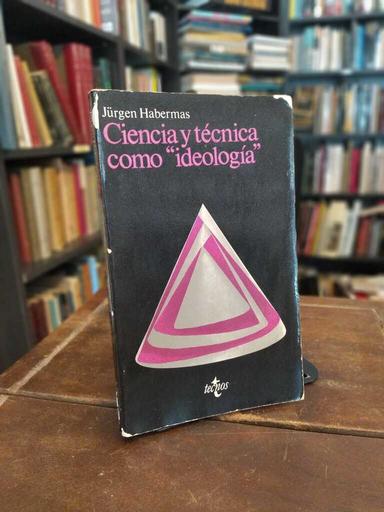 Jürgen Habermas
Ciencia y técnica
como "ideología"
tecnos